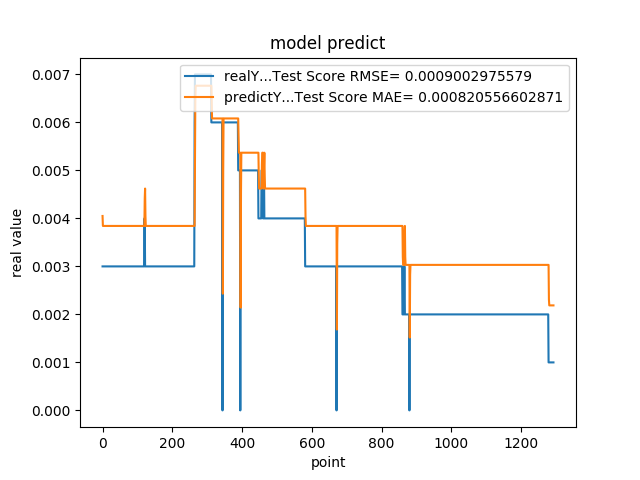 model predict
realY...Test Score RMSE= 0.0009002975579
predictY...Test Score MAE= 0.000820556602871
0.007
0.006
0.005
0.004
0.003
0.002
0.001
0.000
real value
0 200 400 600 800 1000 1200
point